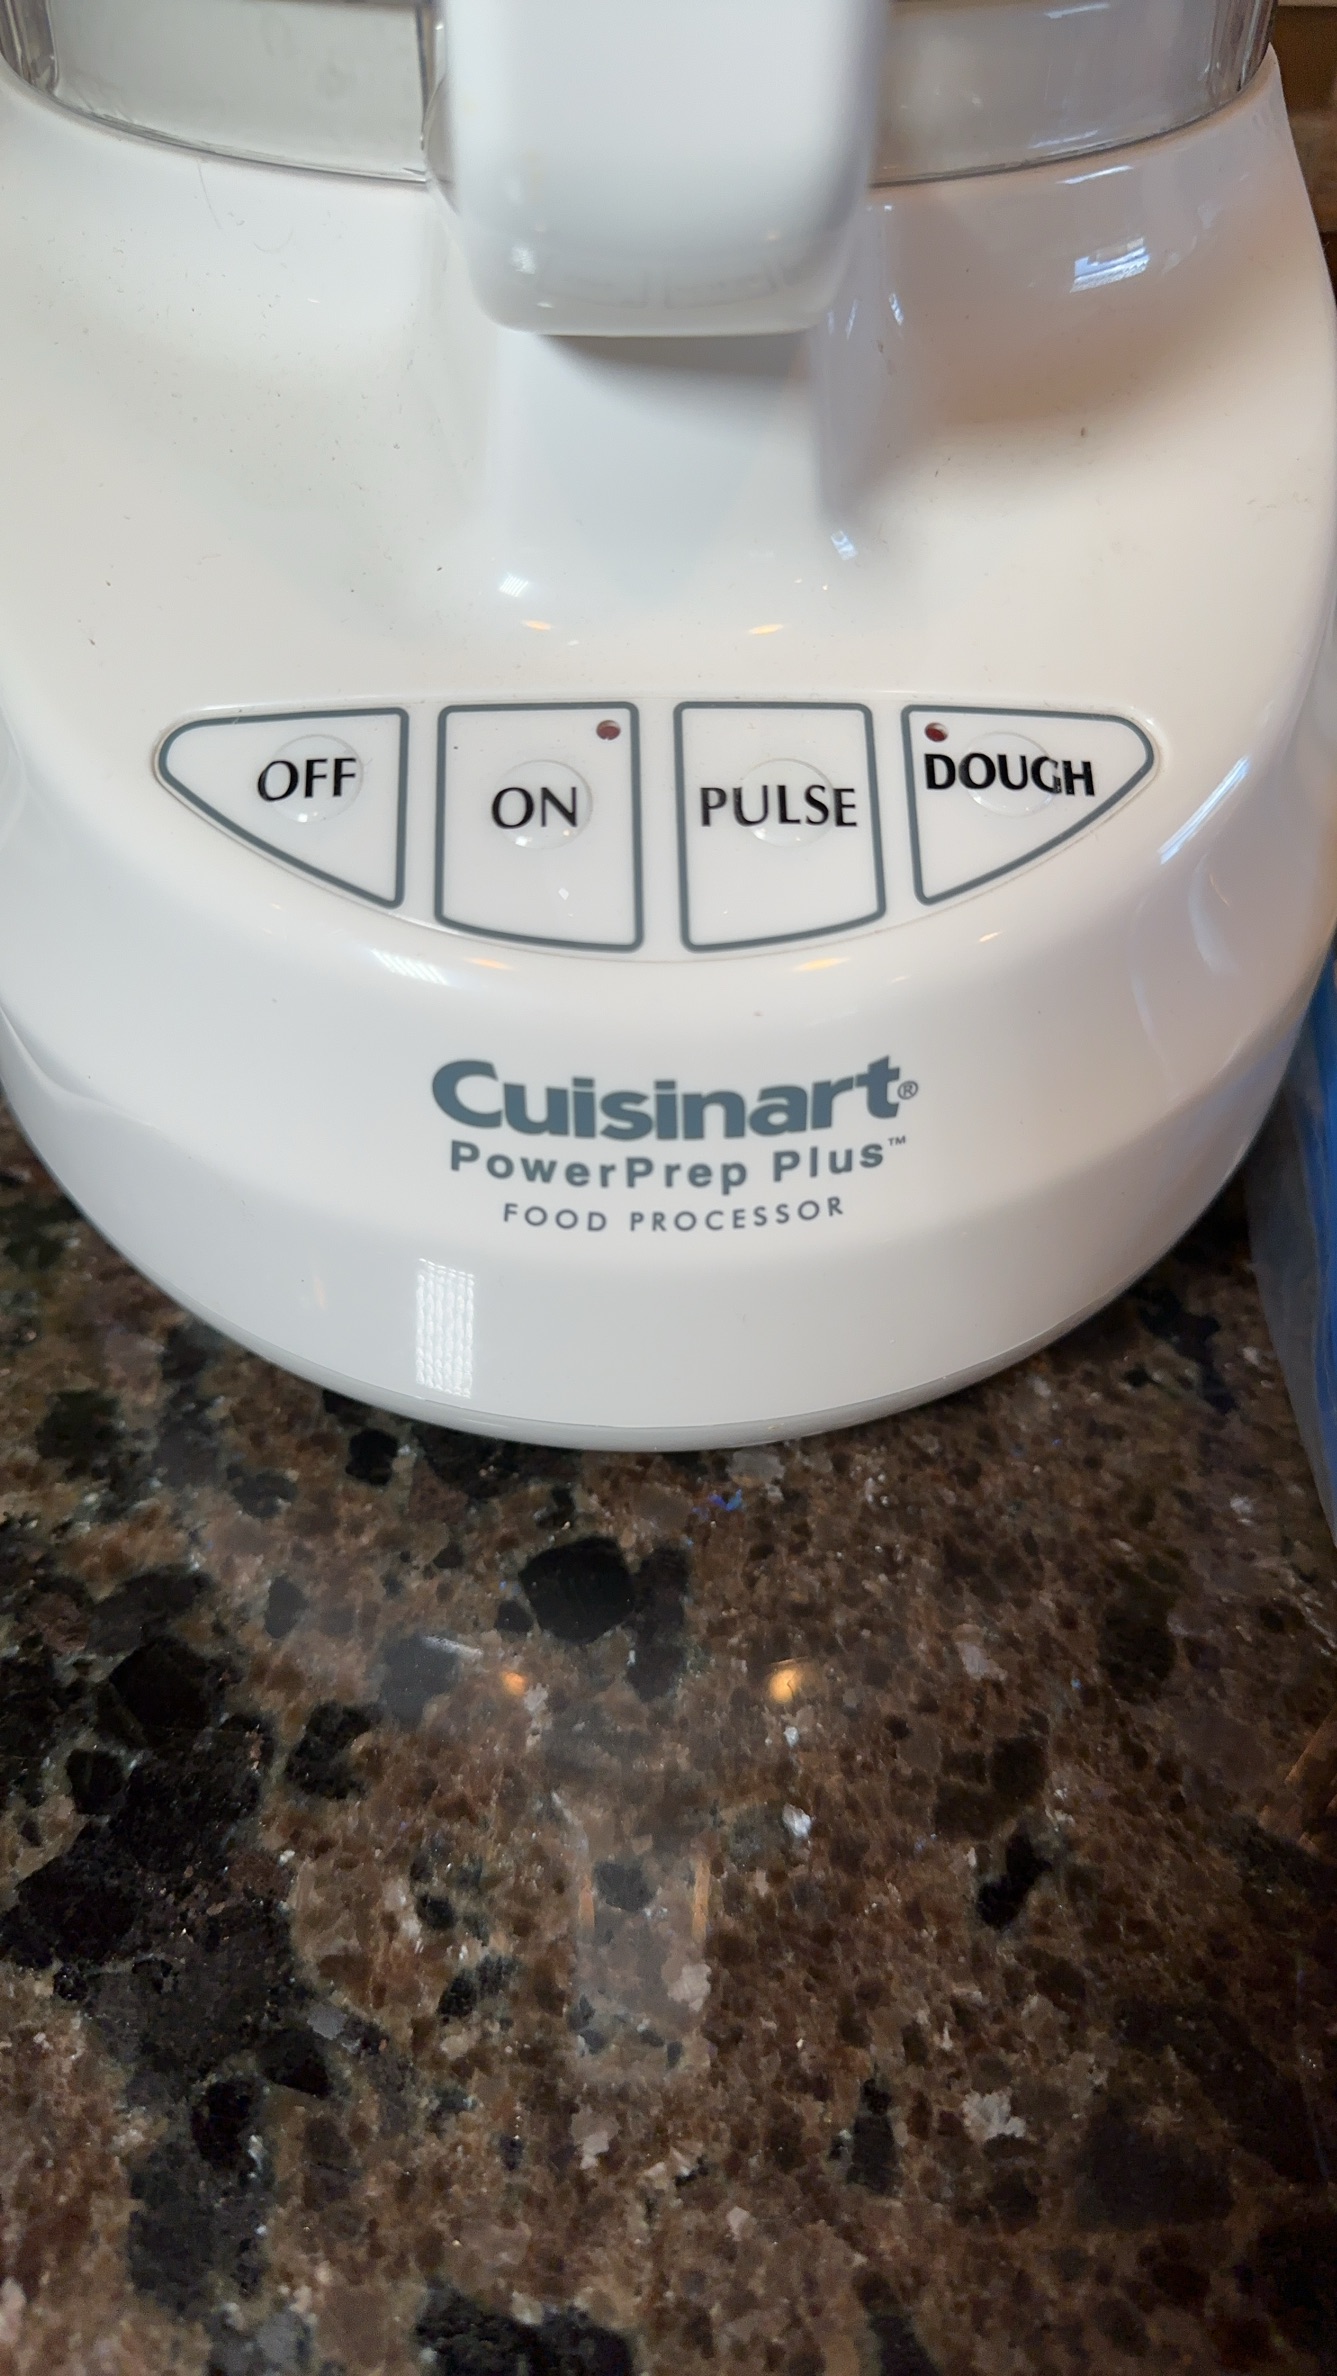 OFF
ON
PULSE
DOUGH
Cuisinart®
PowerPrep Plus™
FOOD PROCESSOR